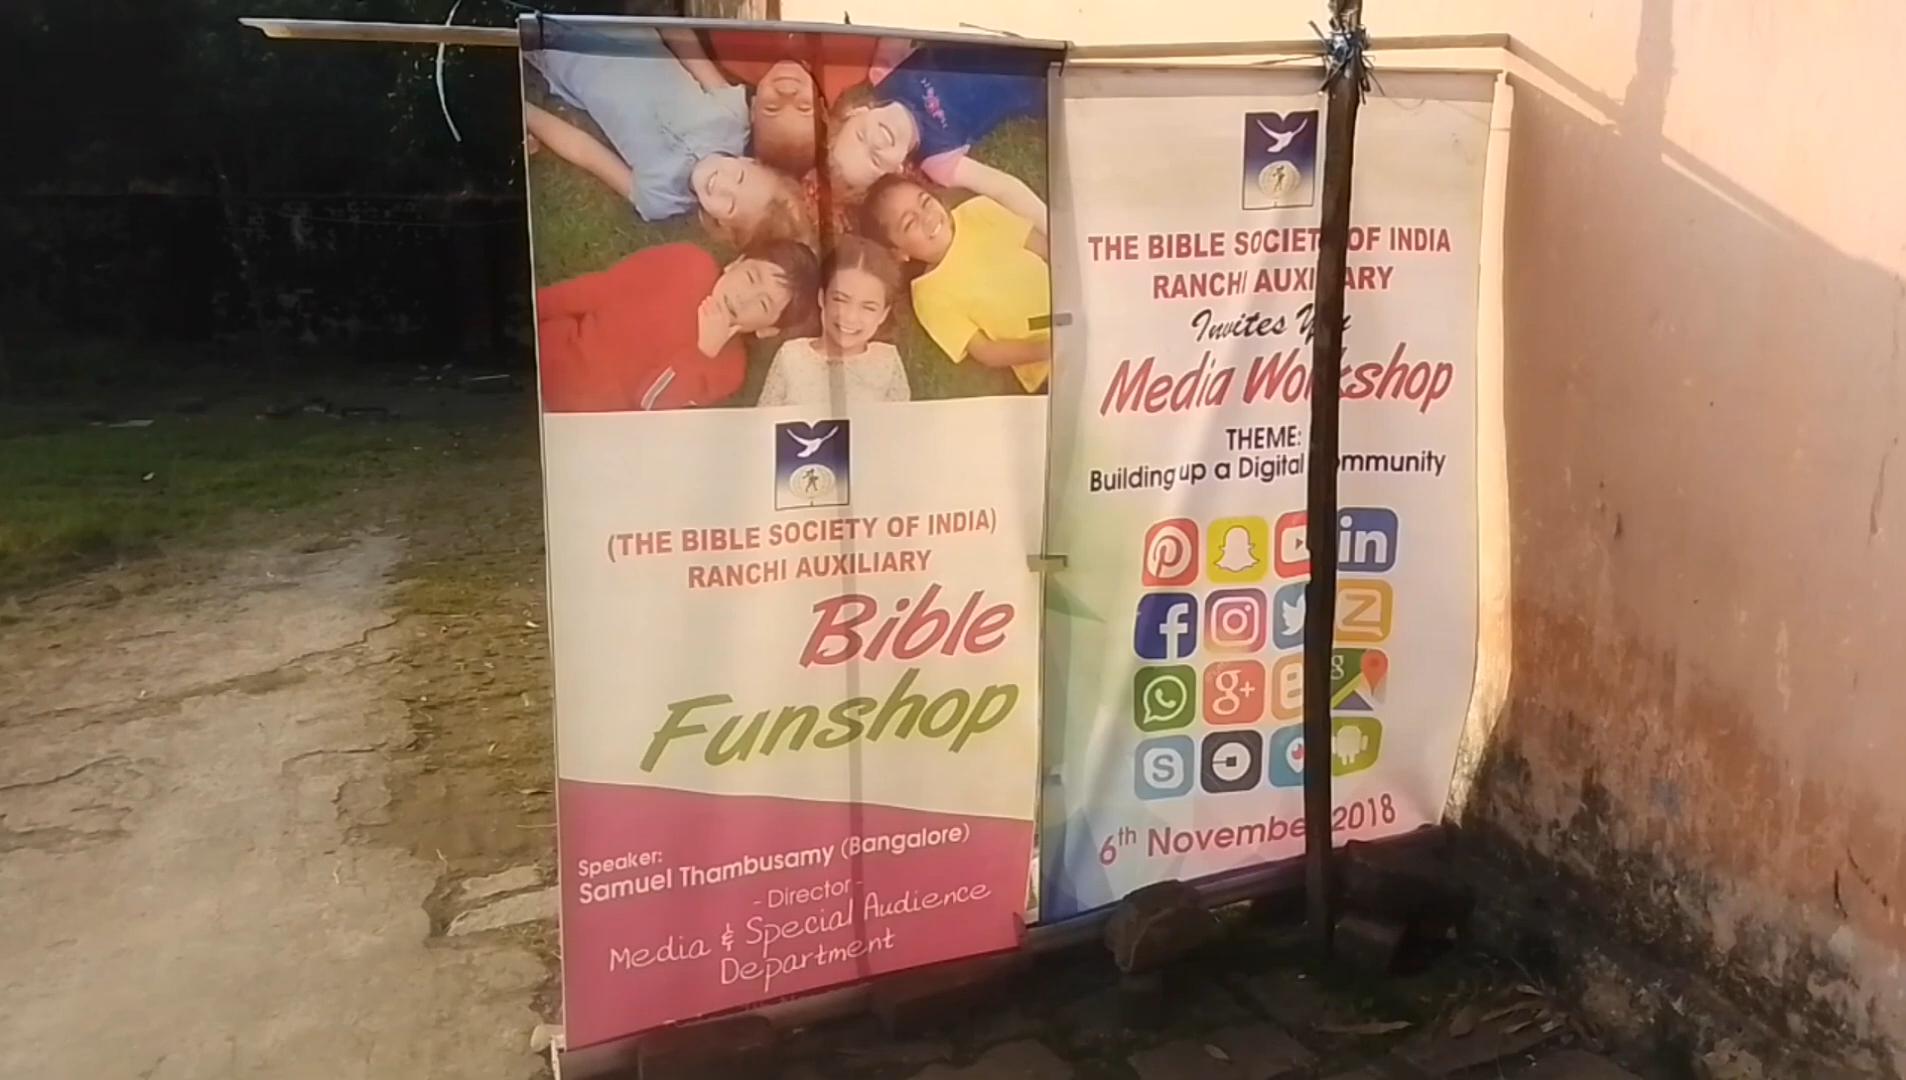 (THE BIBLE SOCIETY OF INDIA)
RANCHI AUXILIARY
Bible
Funshop
Speaker:
Samuel Thambusamy (Bangalore)
- Director -
Media & Special Audience
Department
THE BIBLE SOCIETY OF INDIA
RANCHI AUXILIARY
Invites You
Media Workshop
THEME:
Building up a Digital Community
in
g+
S
6th November 2018